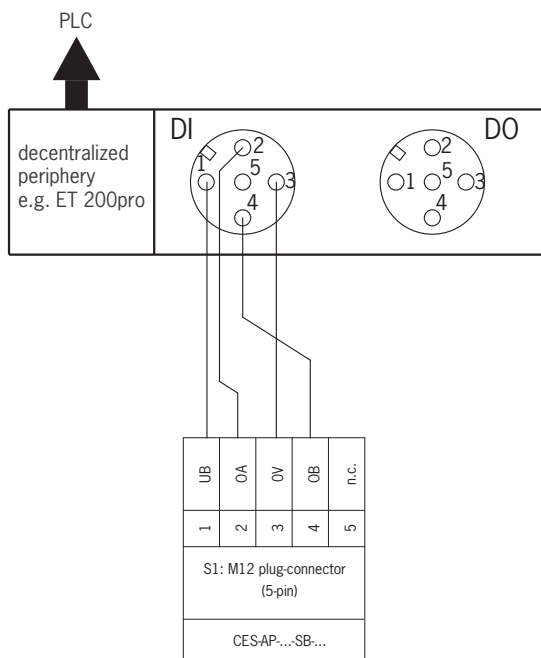 PLC
DI
DO
decentralized
periphery
e.g. ET 200pro
1
2
5
3
4
1
2
5
3
4
UB
OA
0V
OB
n.c.
1
2
3
4
5
S1: M12 plug-connector
(5-pin)
CES-AP-...-SB-...